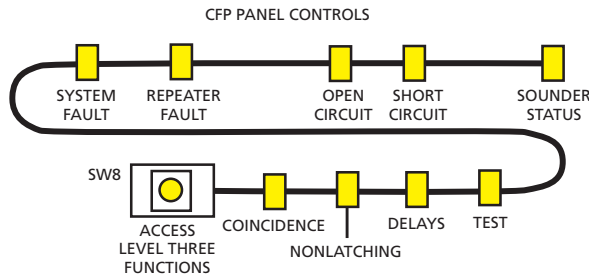 CFP PANEL CONTROLS
SYSTEM
FAULT
REPEATER
FAULT
OPEN
CIRCUIT
SHORT
CIRCUIT
SOUNDER
STATUS
SW8
ACCESS
LEVEL THREE
FUNCTIONS
COINCIDENCE
NONLATCHING
DELAYS
TEST